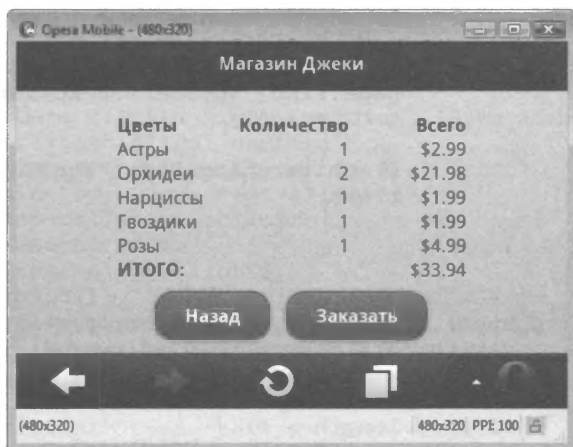 Opera Mobile - (480x320)
Магазин Джеки
Цветы Количество Всего
Астры 1 $2.99
Орхидеи 2 $21.98
Нарциссы 1 $1.99
Гвоздики 1 $1.99
Розы 1 $4.99
ИТОГО: $33.94
Назад Заказать
(480x320) 480x320 PPI: 100